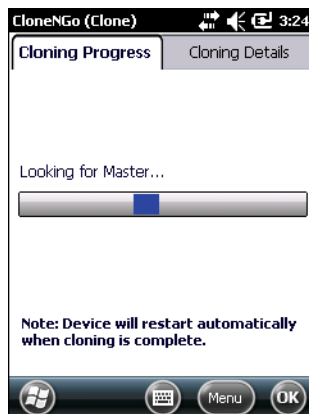 CloneNGo (Clone) 3:24
Cloning Progress Cloning Details
Looking for Master...
Note: Device will restart automatically
when cloning is complete.
Menu OK